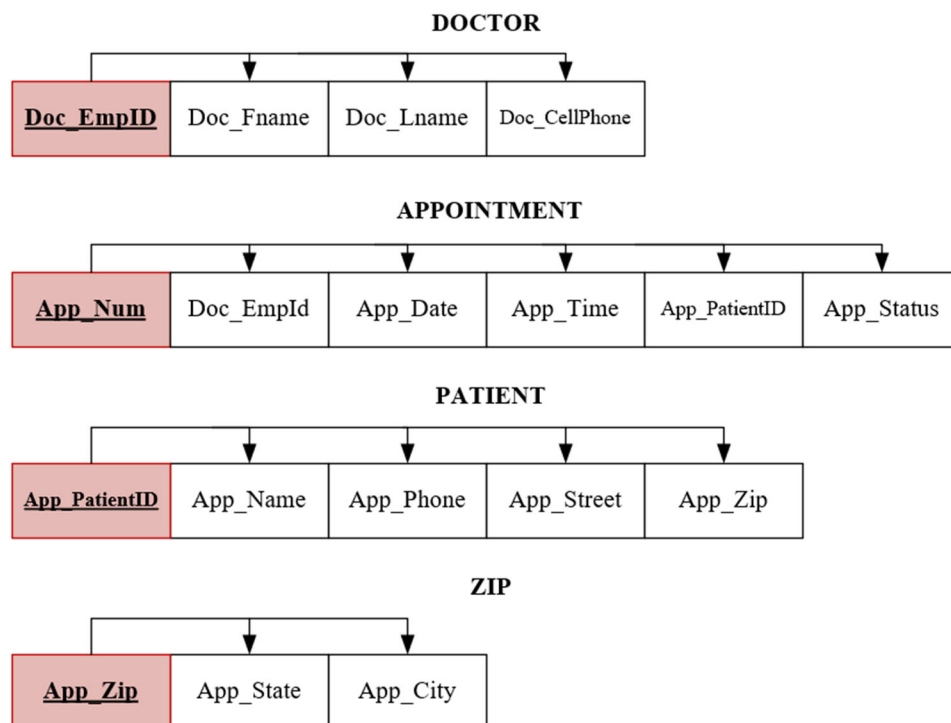 DOCTOR
Doc_EmpID Doc_Fname Doc_Lname Doc_CellPhone
APPOINTMENT
App_Num Doc_EmpId App_Date App_Time App_PatientID App_Status
PATIENT
App_PatientID App_Name App_Phone App_Street App_Zip
ZIP
App_Zip App_State App_City